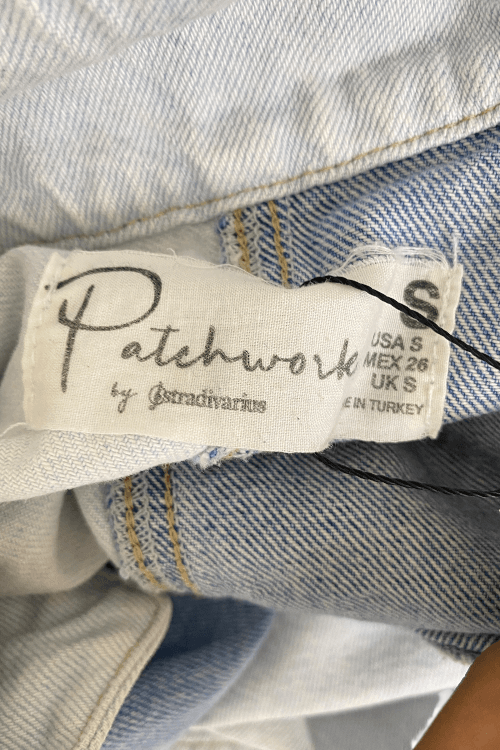 Patchwork
by stradivarius
S
USA S
MEX 26
UK S
E IN TURKEY